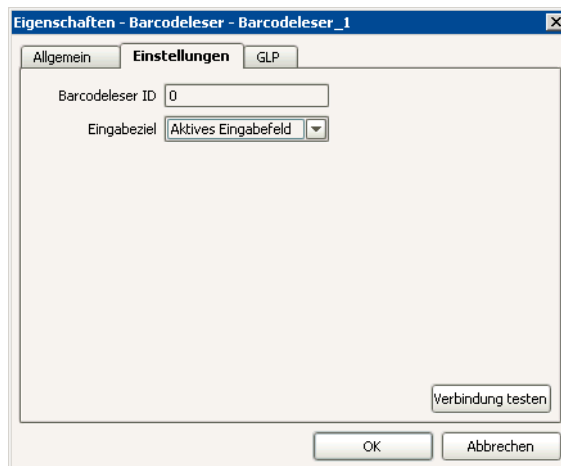 Eigenschaften - Barcodeleser - Barcodeleser_1
Allgemein Einstellungen GLP
Barcodeleser ID 0
Eingabeziel Aktives Eingabefeld
Verbindung testen
OK Abbrechen